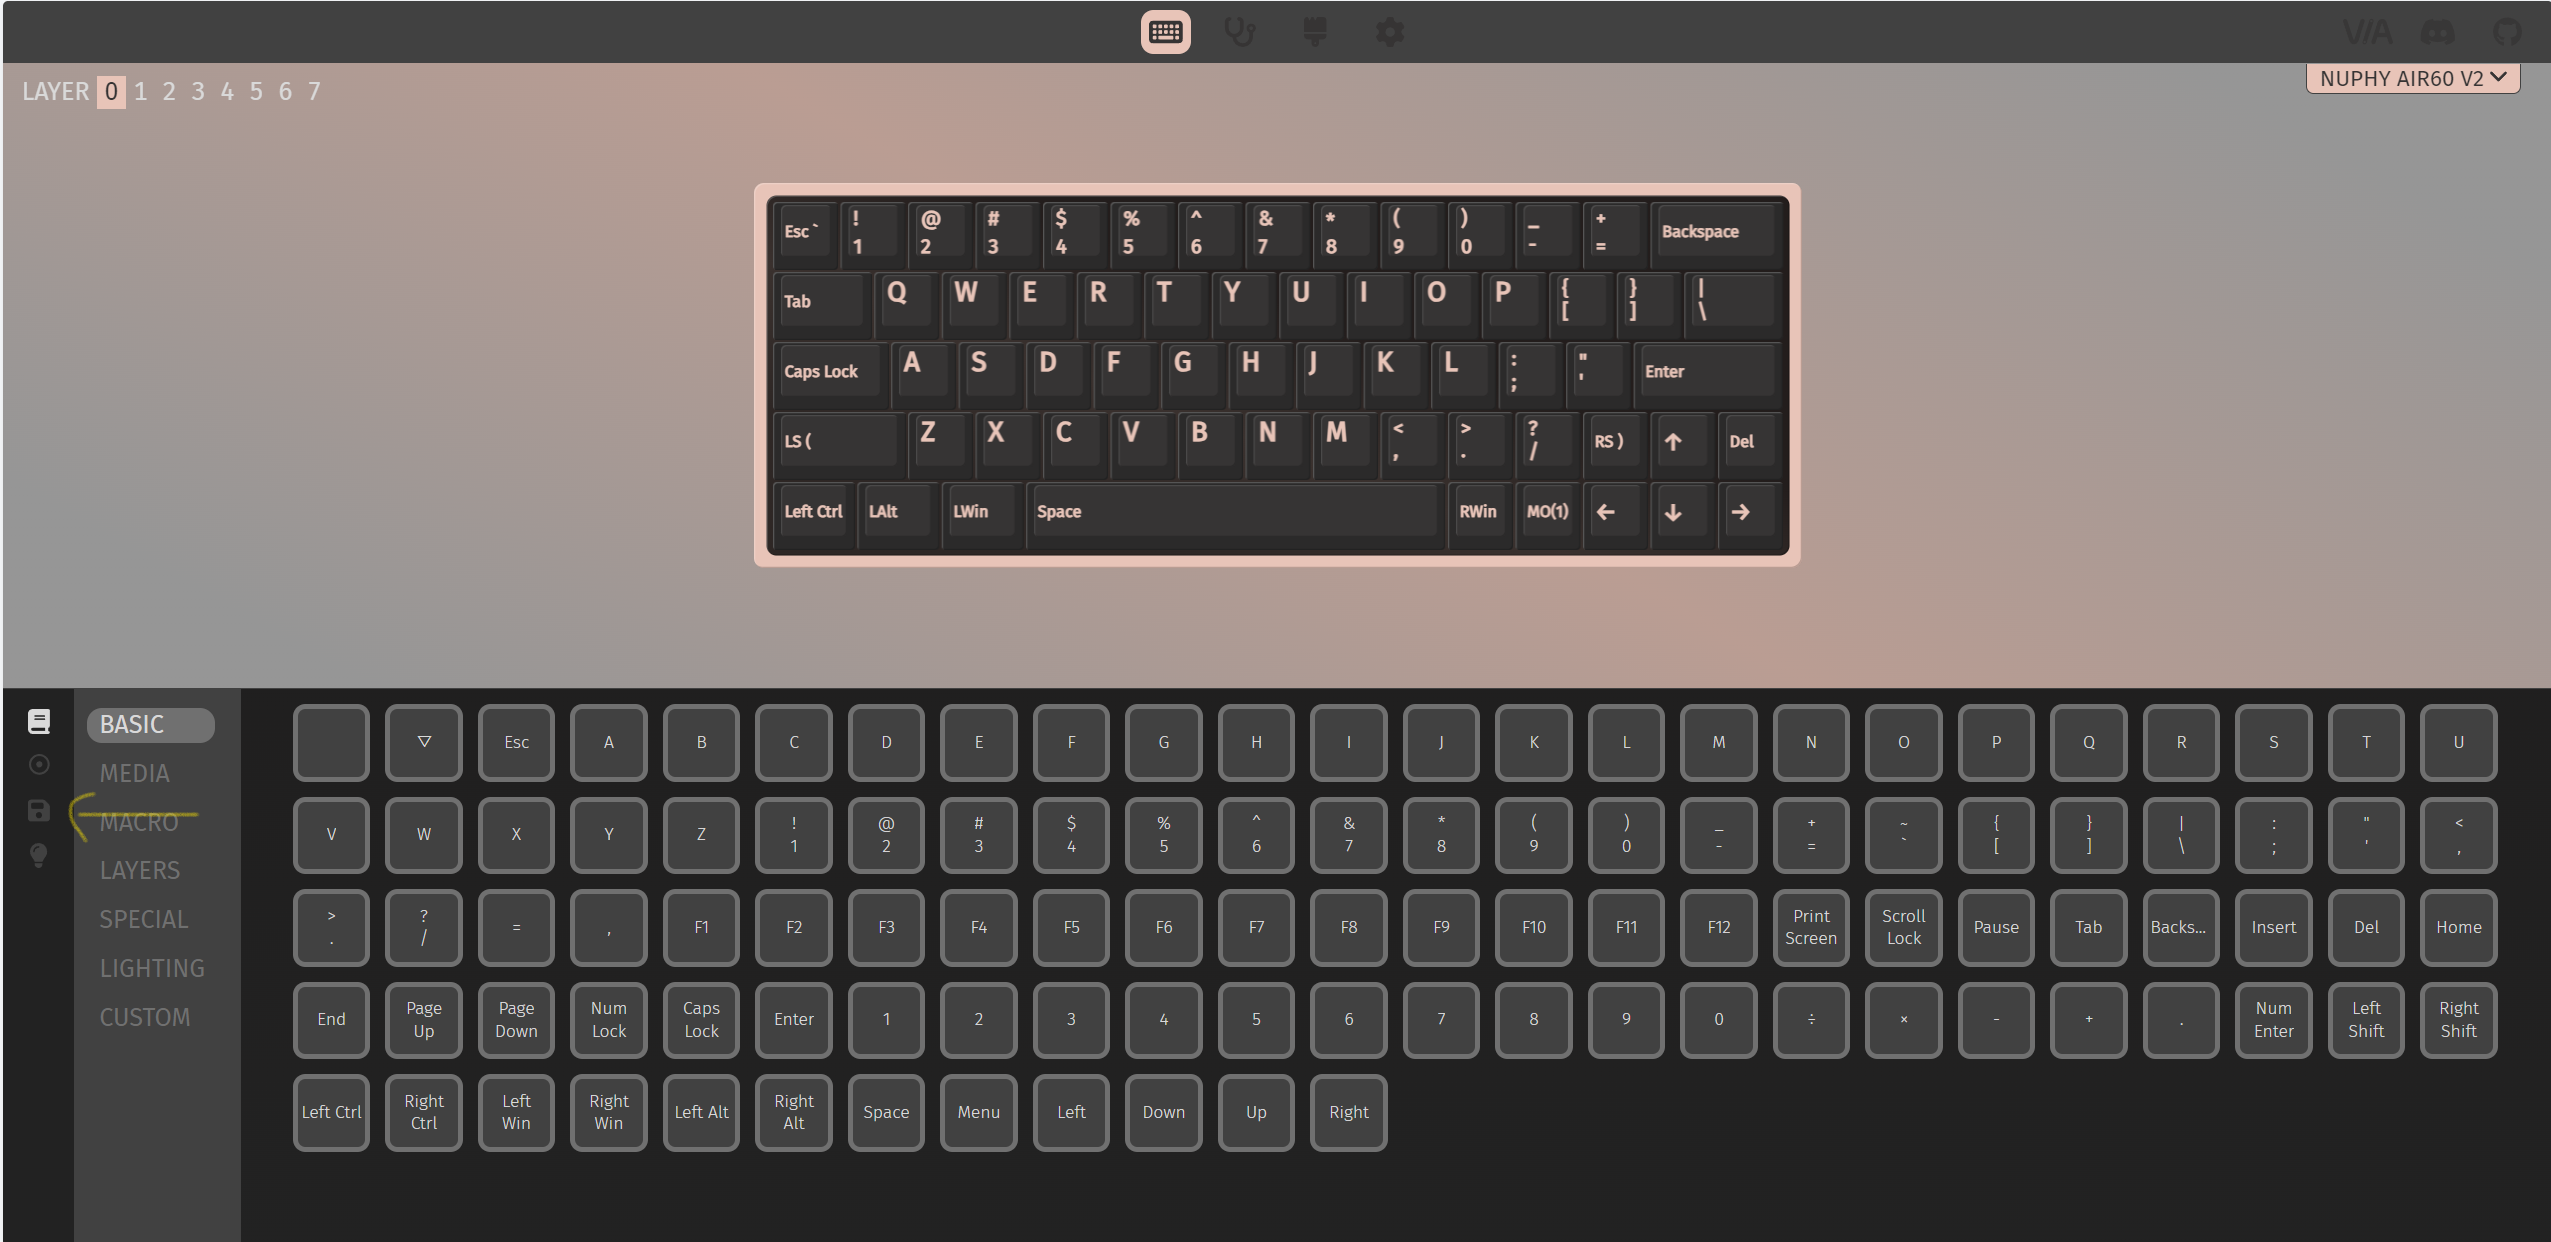 VIA
LAYER 0 1 2 3 4 5 6 7
NUPHY AIR60 V2
Esc ` ! 1 @ 2 # 3 $ 4 % 5 ^ 6 & 7 * 8 ( 9 ) 0 _ - + = Backspace
Tab Q W E R T Y U I O P { [ } ] | \
Caps Lock A S D F G H J K L : ; " ' Enter
LS ( Z X C V B N M < , > . ? / RS ) ↑ Del
Left Ctrl LAlt LWin Space RWin MO(1) ← ↓ →
BASIC
MEDIA
MACRO
LAYERS
SPECIAL
LIGHTING
CUSTOM
▽ Esc A B C D E F G H I J K L M N O P Q R S T U
V W X Y Z ! 1 @ 2 # 3 $ 4 % 5 ^ 6 & 7 * 8 ( 9 ) 0 _ - + = ~ ` { [ } ] | \ : ; " ' < ,
> . ? / = , F1 F2 F3 F4 F5 F6 F7 F8 F9 F10 F11 F12 Print Screen Scroll Lock Pause Tab Backs... Insert Del Home
End Page Up Page Down Num Lock Caps Lock Enter 1 2 3 4 5 6 7 8 9 0 ÷ × - + . Num Enter Left Shift Right Shift
Left Ctrl Right Ctrl Left Win Right Win Left Alt Right Alt Space Menu Left Down Up Right